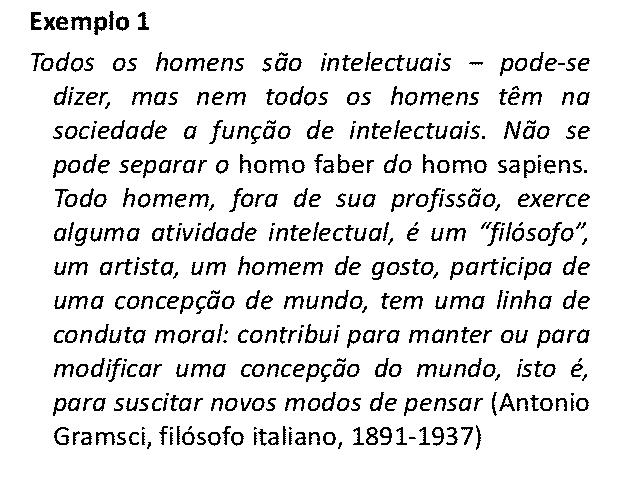 Exemplo 1
Todos os homens são intelectuais – pode-se
dizer, mas nem todos os homens têm na
sociedade a função de intelectuais. Não se
pode separar o homo faber do homo sapiens.
Todo homem, fora de sua profissão, exerce
alguma atividade intelectual, é um “filósofo”,
um artista, um homem de gosto, participa de
uma concepção de mundo, tem uma linha de
conduta moral: contribui para manter ou para
modificar uma concepção do mundo, isto é,
para suscitar novos modos de pensar (Antonio
Gramsci, filósofo italiano, 1891-1937)